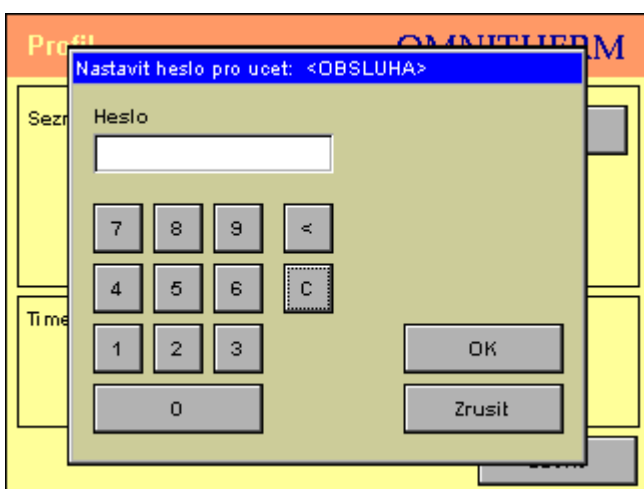 Profil OMNITHERM
Nastavit heslo pro ucet: <OBSLUHA>
Heslo
7 8 9 <
4 5 6 C
1 2 3 OK
0 Zrusit